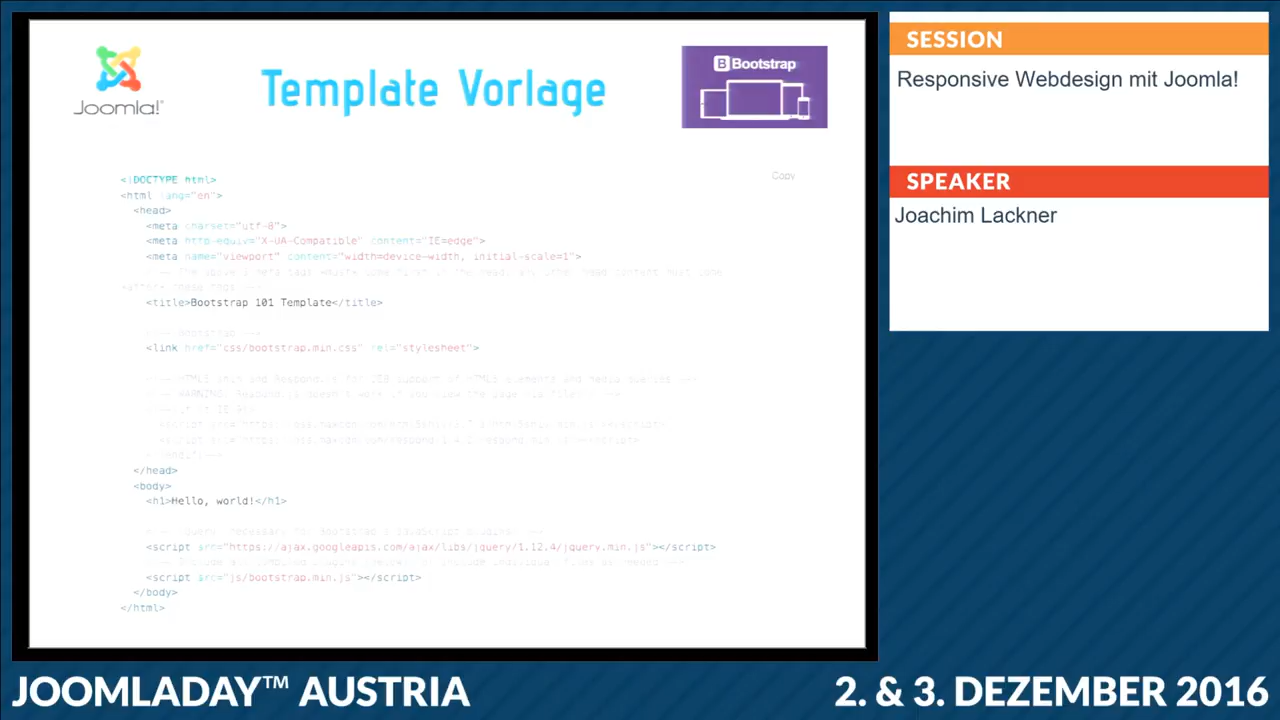 Joomla!®
Template Vorlage
B Bootstrap
Copy
<!DOCTYPE html>
<html lang="en">
<head>
<meta charset="utf-8">
<meta http-equiv="X-UA-Compatible" content="IE=edge">
<meta name="viewport" content="width=device-width, initial-scale=1">
<title>Bootstrap 101 Template</title>
<!-- Bootstrap -->
<link href="css/bootstrap.min.css" rel="stylesheet">
</head>
<body>
<h1>Hello, world!</h1>
<script src="https://ajax.googleapis.com/ajax/libs/jquery/1.12.4/jquery.min.js"></script>
<script src="js/bootstrap.min.js"></script>
</body>
</html>
SESSION
Responsive Webdesign mit Joomla!
SPEAKER
Joachim Lackner
JOOMLADAY™ AUSTRIA
2. & 3. DEZEMBER 2016